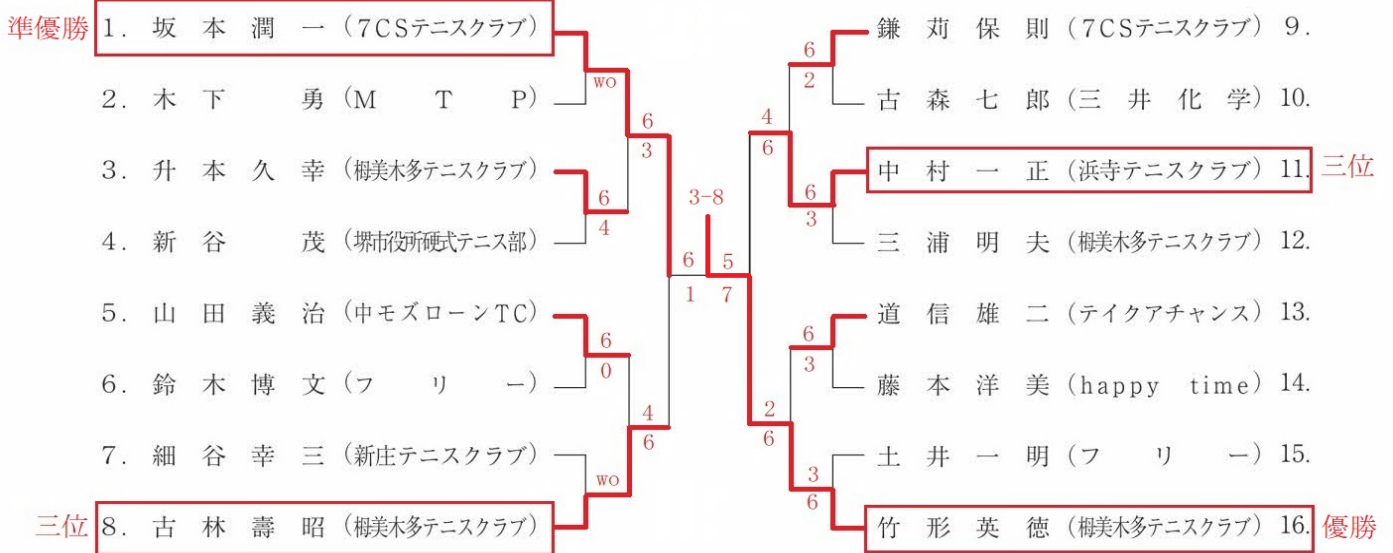 準優勝 1. 坂本潤一 (7CSテニスクラブ)
2. 木下勇 (MTP)
3. 升本久幸 (栂美木多テニスクラブ)
4. 新谷茂 (堺市役所硬式テニス部)
5. 山田義治 (中モズローンTC)
6. 鈴木博文 (フリー)
7. 細谷幸三 (新庄テニスクラブ)
三位 8. 古林壽昭 (栂美木多テニスクラブ)
wo
6
4
6
0
wo
6
3
4
6
6
1
3-8
5
7
4
6
2
6
6
2
6
3
6
3
3
6
鎌苅保則 (7CSテニスクラブ) 9.
古森七郎 (三井化学) 10.
中村一正 (浜寺テニスクラブ) 11. 三位
三浦明夫 (栂美木多テニスクラブ) 12.
道信雄二 (テイクアチャンス) 13.
藤本洋美 (happy time) 14.
土井一明 (フリー) 15.
竹形英徳 (栂美木多テニスクラブ) 16. 優勝